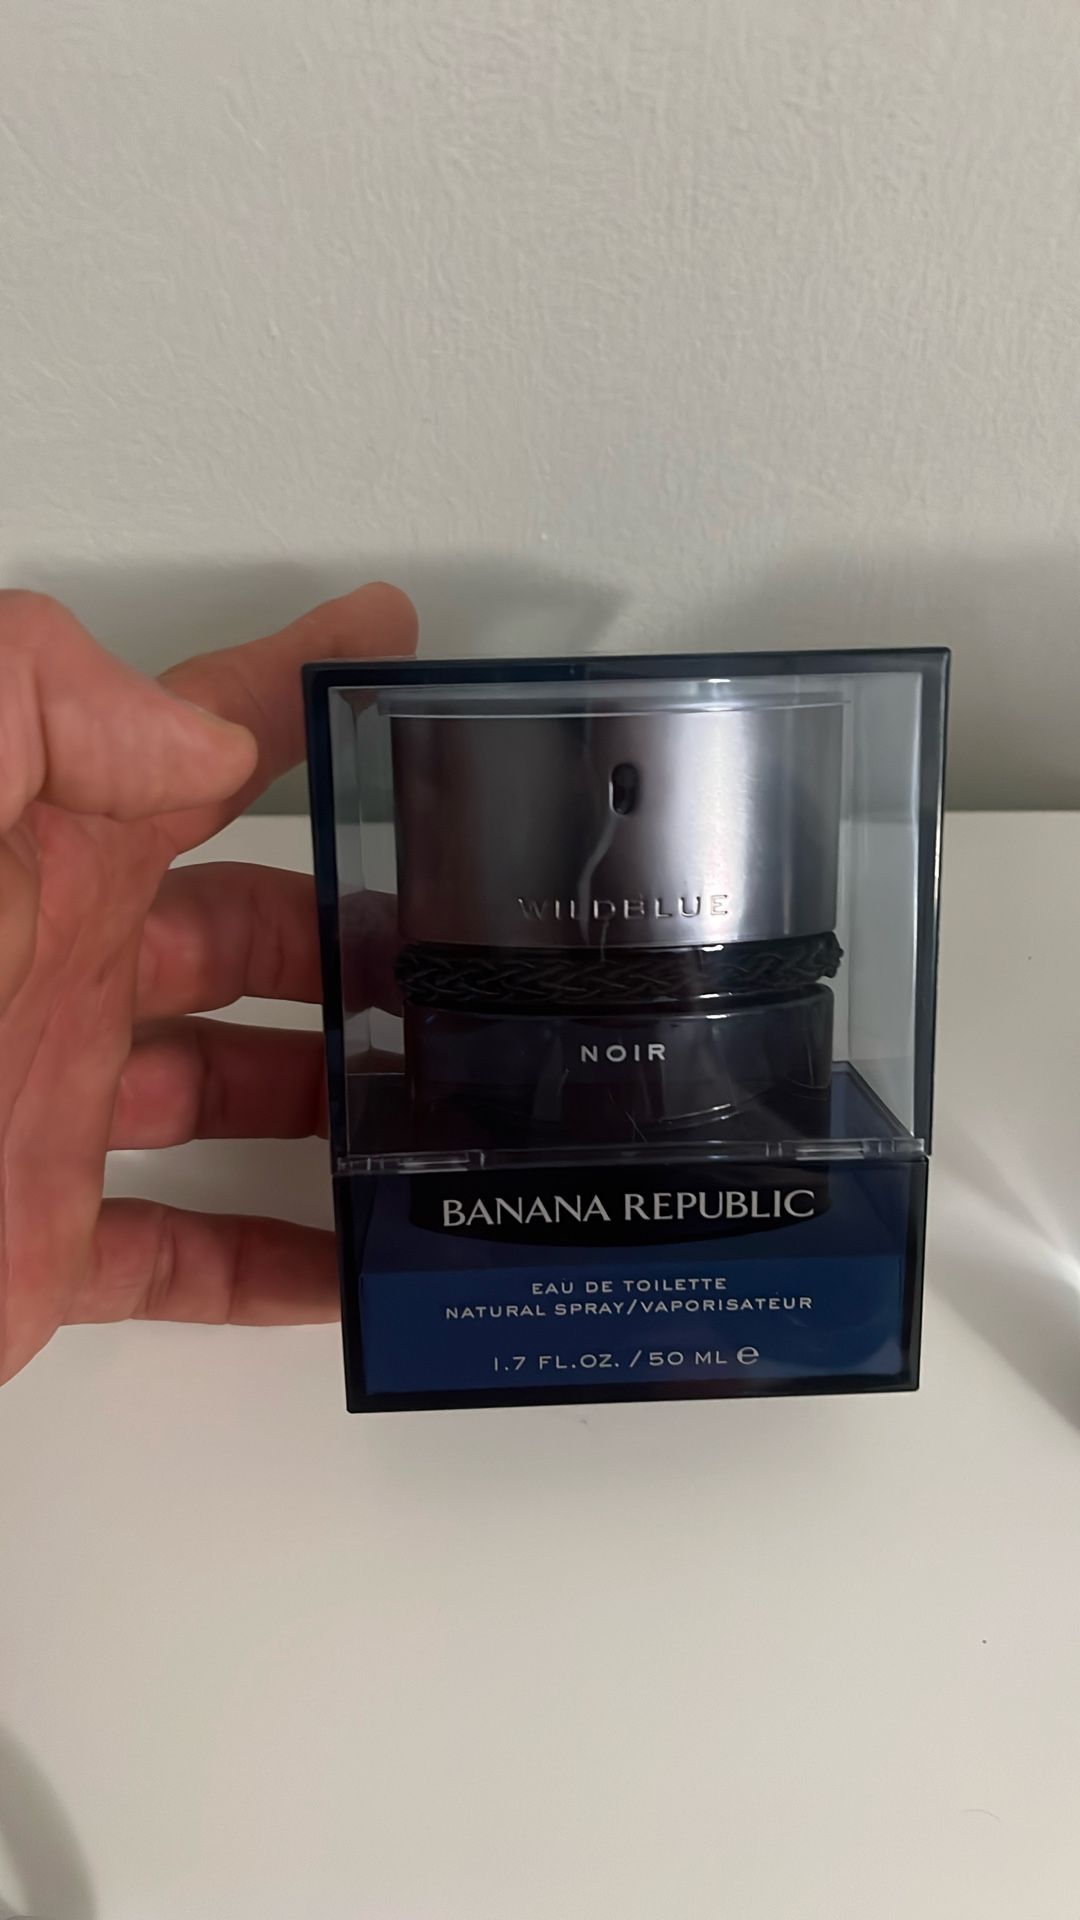 WILDBLUE
NOIR
BANANA REPUBLIC
EAU DE TOILETTE
NATURAL SPRAY/VAPORISATEUR
1.7 FL.OZ. / 50 ML ℮